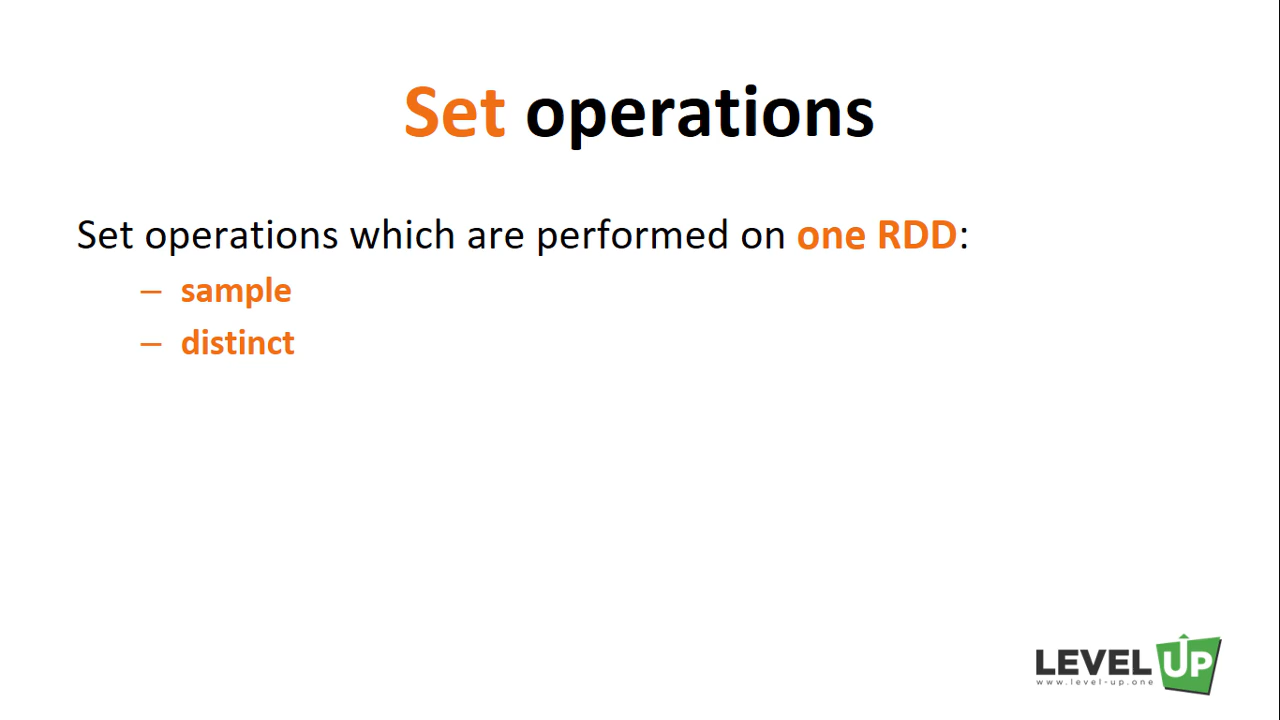 Set operations
Set operations which are performed on one RDD:
– sample
– distinct
LEVEL UP
www.level-up.one